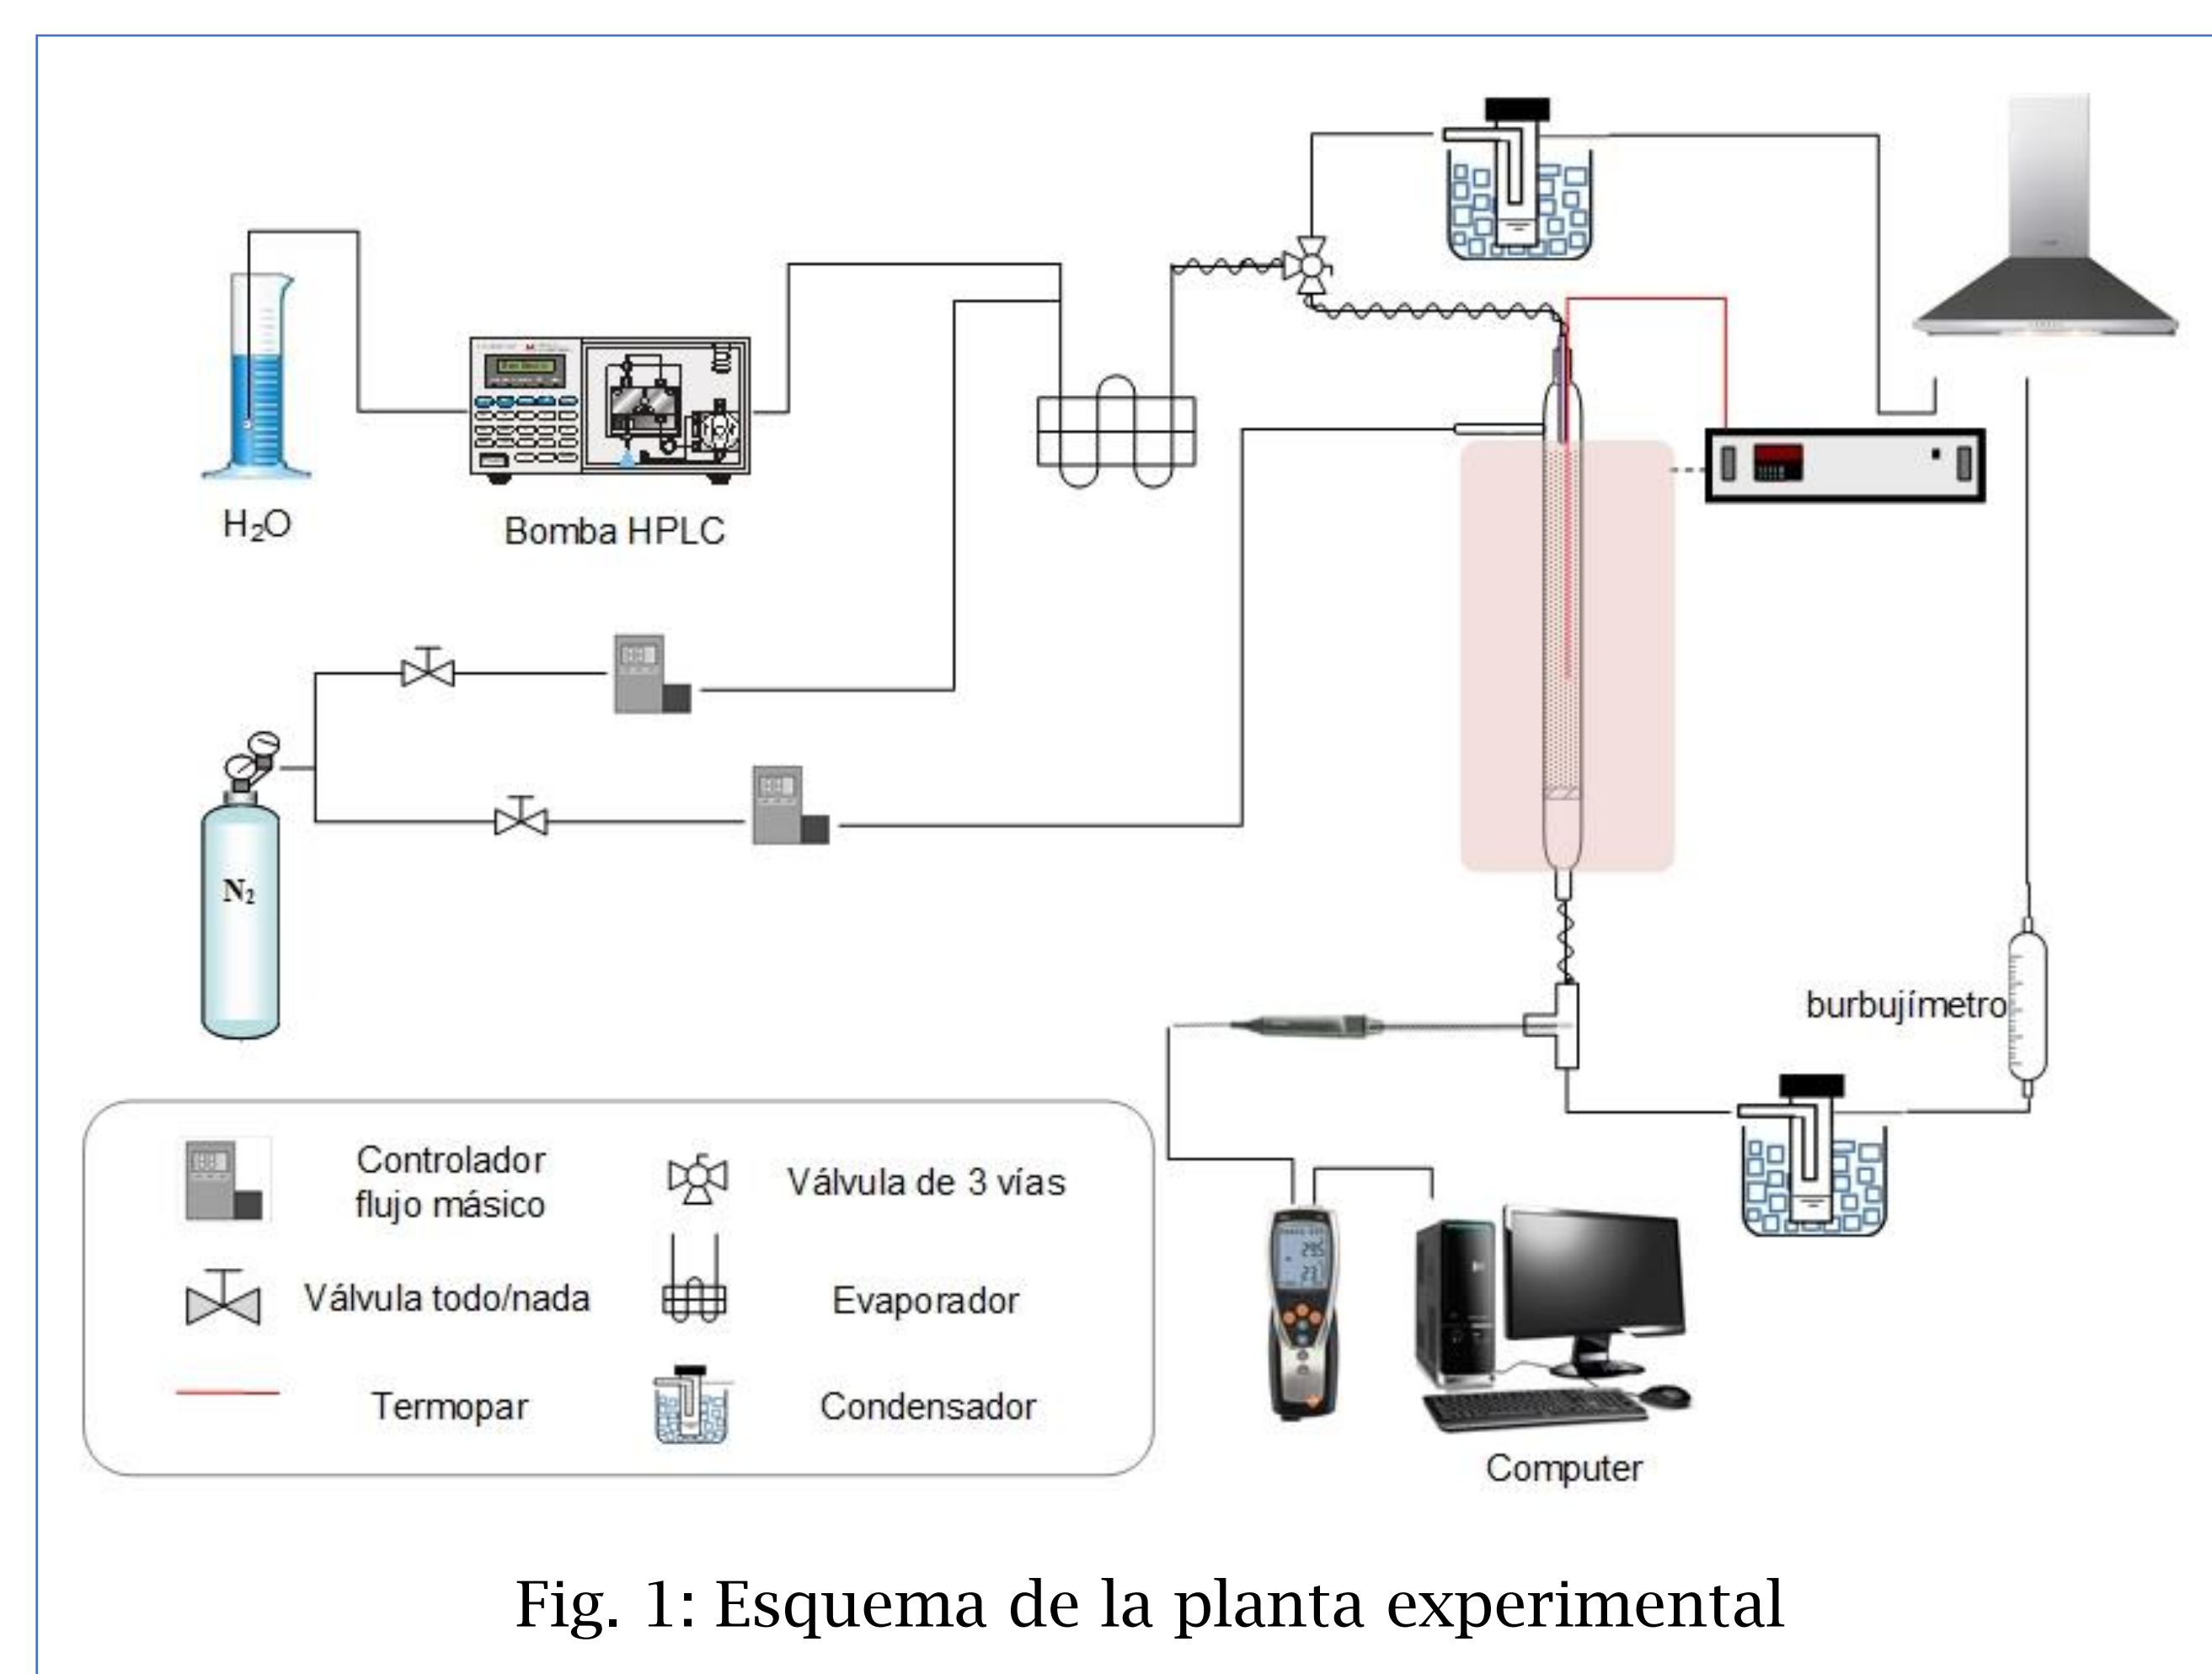 H₂O
Bomba HPLC
N₂
burbujímetro
Controlador
flujo másico
Válvula de 3 vías
Válvula todo/nada
Evaporador
Termopar
Condensador
Computer
Fig. 1: Esquema de la planta experimental